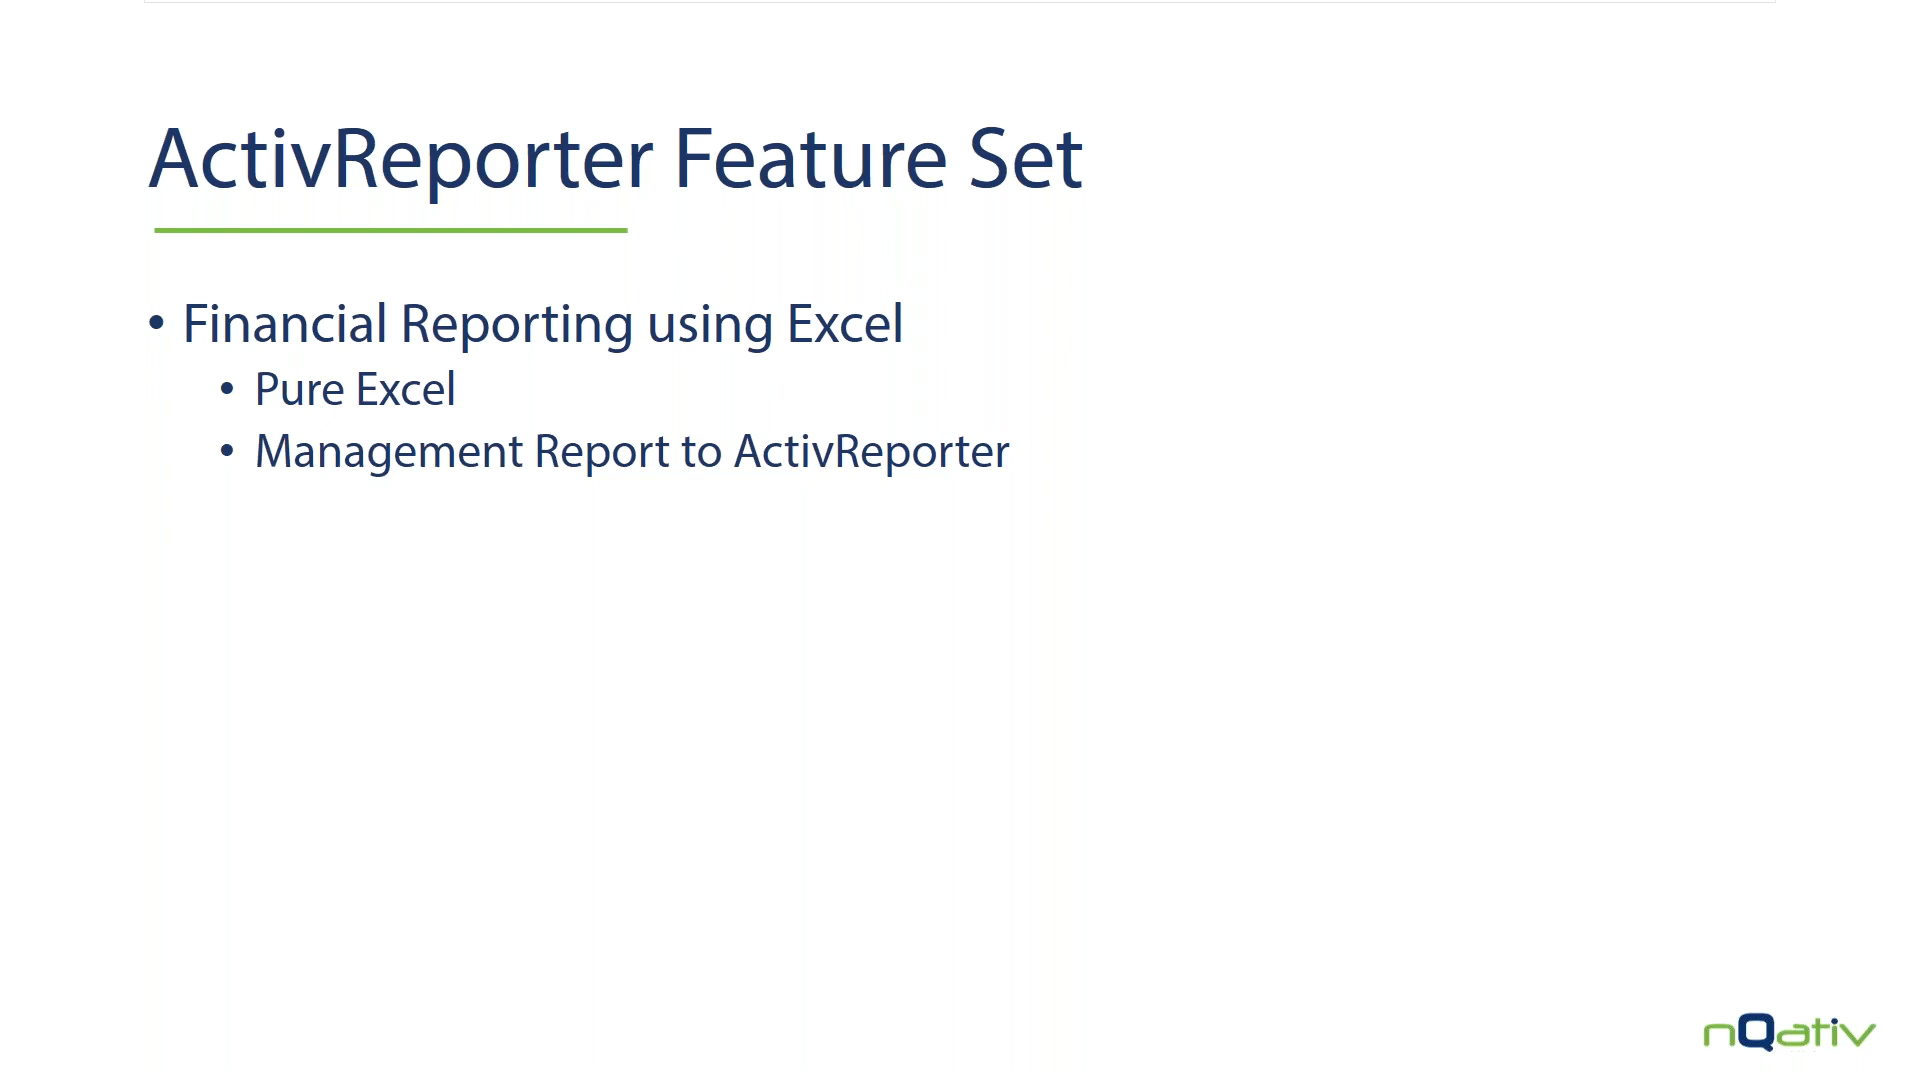 ActivReporter Feature Set
• Financial Reporting using Excel
• Pure Excel
• Management Report to ActivReporter
nQativ